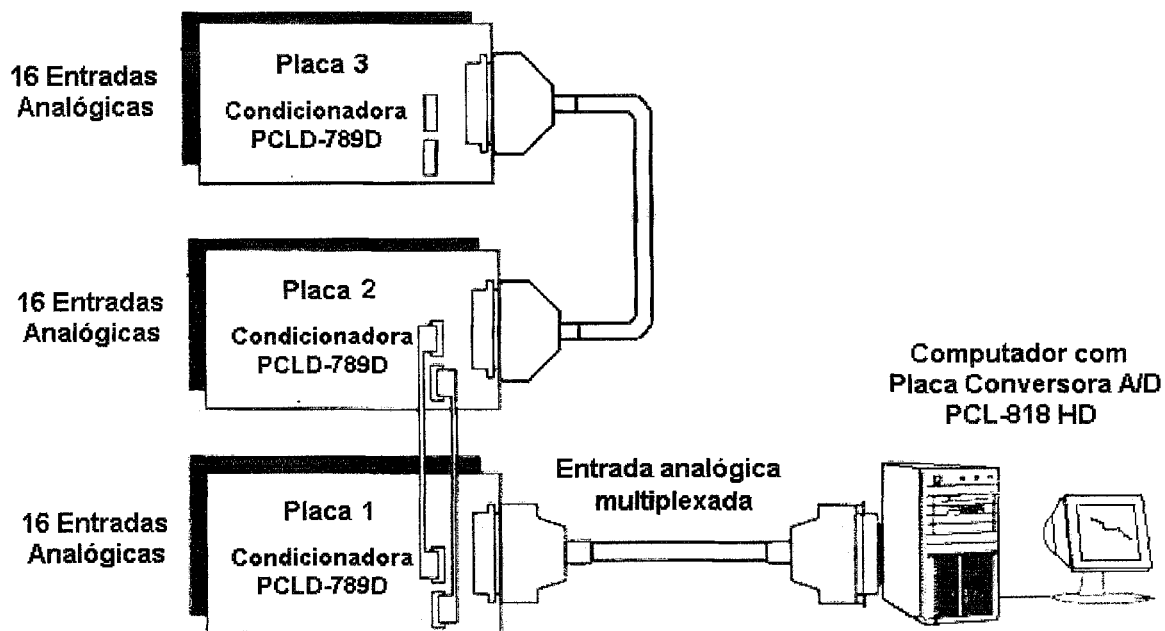 16 Entradas
Analógicas
Placa 3
Condicionadora
PCLD-789D
16 Entradas
Analógicas
Placa 2
Condicionadora
PCLD-789D
16 Entradas
Analógicas
Placa 1
Condicionadora
PCLD-789D
Entrada analógica
multiplexada
Computador com
Placa Conversora A/D
PCL-818 HD